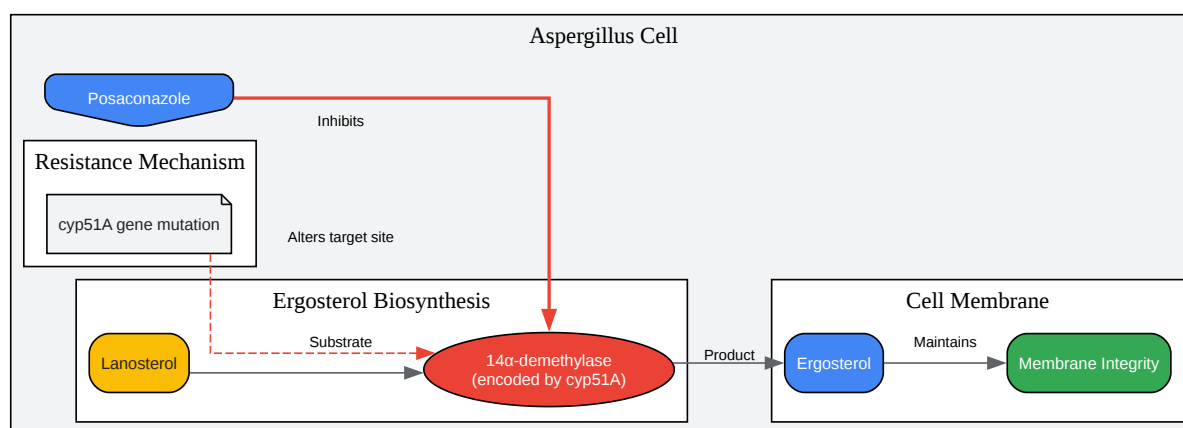 Aspergillus Cell
Posaconazole
Inhibits
Resistance Mechanism
cyp51A gene mutation
Alters target site
Ergosterol Biosynthesis
Lanosterol
Substrate
14α-demethylase
(encoded by cyp51A)
Product
Cell Membrane
Ergosterol
Maintains
Membrane Integrity